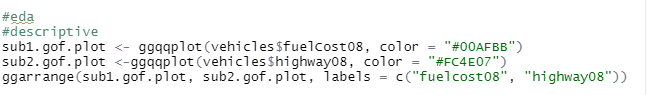 #eda
#descriptive
sub1.gof.plot <- ggqqplot(vehicles$fuelCost08, color = "#00AFBB")
sub2.gof.plot <-ggqqplot(vehicles$highway08, color = "#FC4E07")
ggarrange(sub1.gof.plot, sub2.gof.plot, labels = c("fuelcost08", "highway08"))